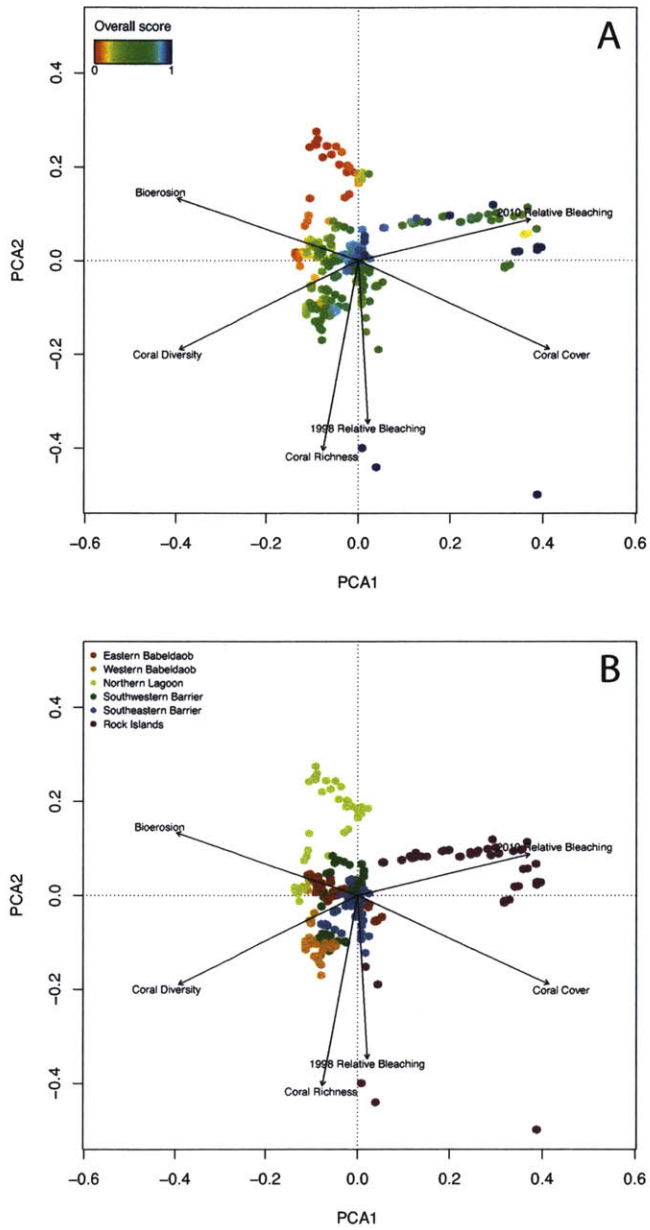 Overall score
0 1
A
0.4
0.2
0.0
−0.2
−0.4
PCA2
Bioerosion
2010 Relative Bleaching
Coral Diversity
Coral Cover
1998 Relative Bleaching
Coral Richness
−0.6 −0.4 −0.2 0.0 0.2 0.4 0.6
PCA1
Eastern Babeldaob
Western Babeldaob
Northern Lagoon
Southwestern Barrier
Southeastern Barrier
Rock Islands
B
0.4
0.2
0.0
−0.2
−0.4
PCA2
Bioerosion
2010 Relative Bleaching
Coral Diversity
Coral Cover
1998 Relative Bleaching
Coral Richness
−0.6 −0.4 −0.2 0.0 0.2 0.4 0.6
PCA1